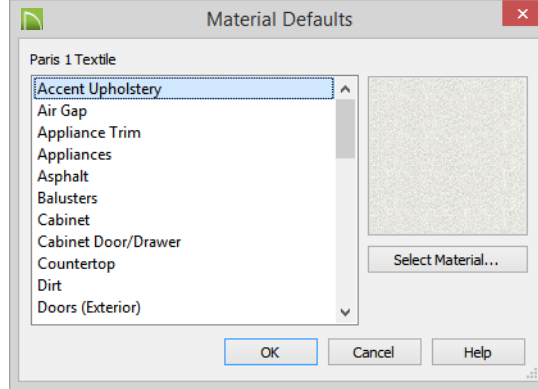 Material Defaults
Paris 1 Textile
Accent Upholstery
Air Gap
Appliance Trim
Appliances
Asphalt
Balusters
Cabinet
Cabinet Door/Drawer
Countertop
Dirt
Doors (Exterior)
Select Material...
OK
Cancel
Help